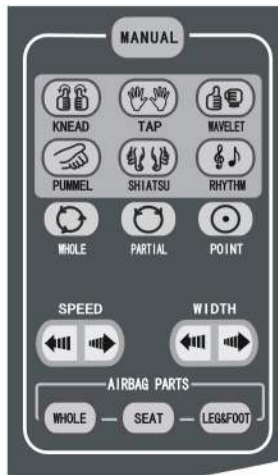 MANUAL
KNEAD TAP WAVELET
PUMMEL SHIATSU RHYTHM
WHOLE PARTIAL POINT
SPEED WIDTH
AIRBAG PARTS
WHOLE SEAT LEG&FOOT